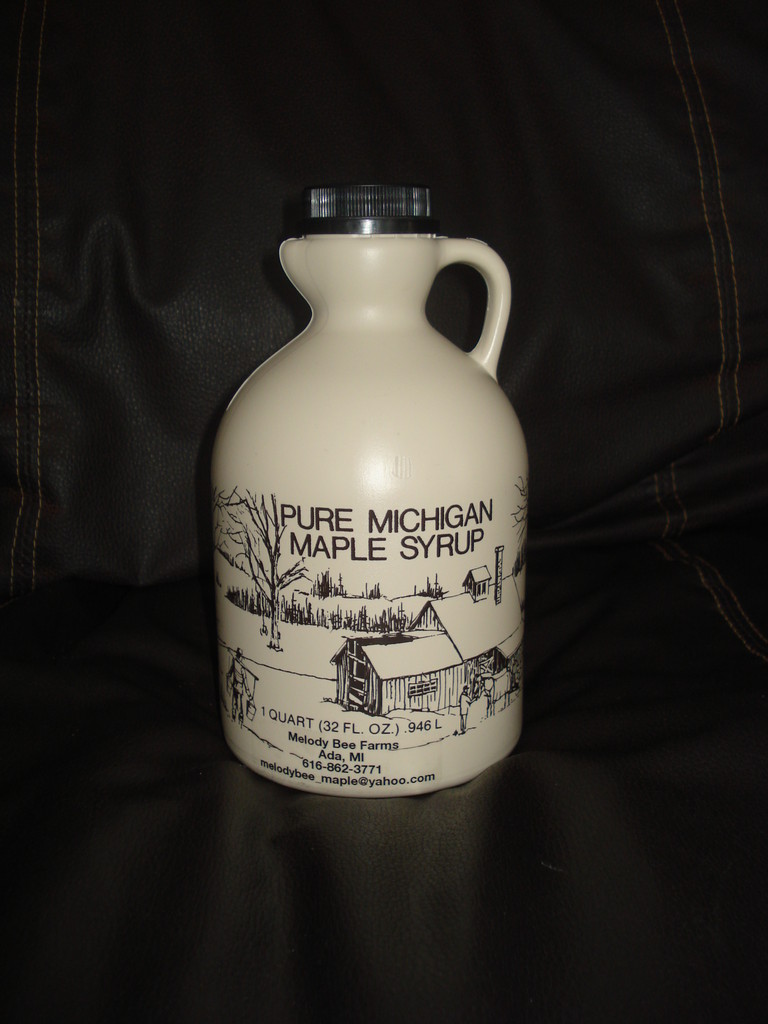 PURE MICHIGAN
MAPLE SYRUP
1 QUART (32 FL. OZ.) .946 L
Melody Bee Farms
Ada, MI
616-862-3771
melodybee_maple@yahoo.com